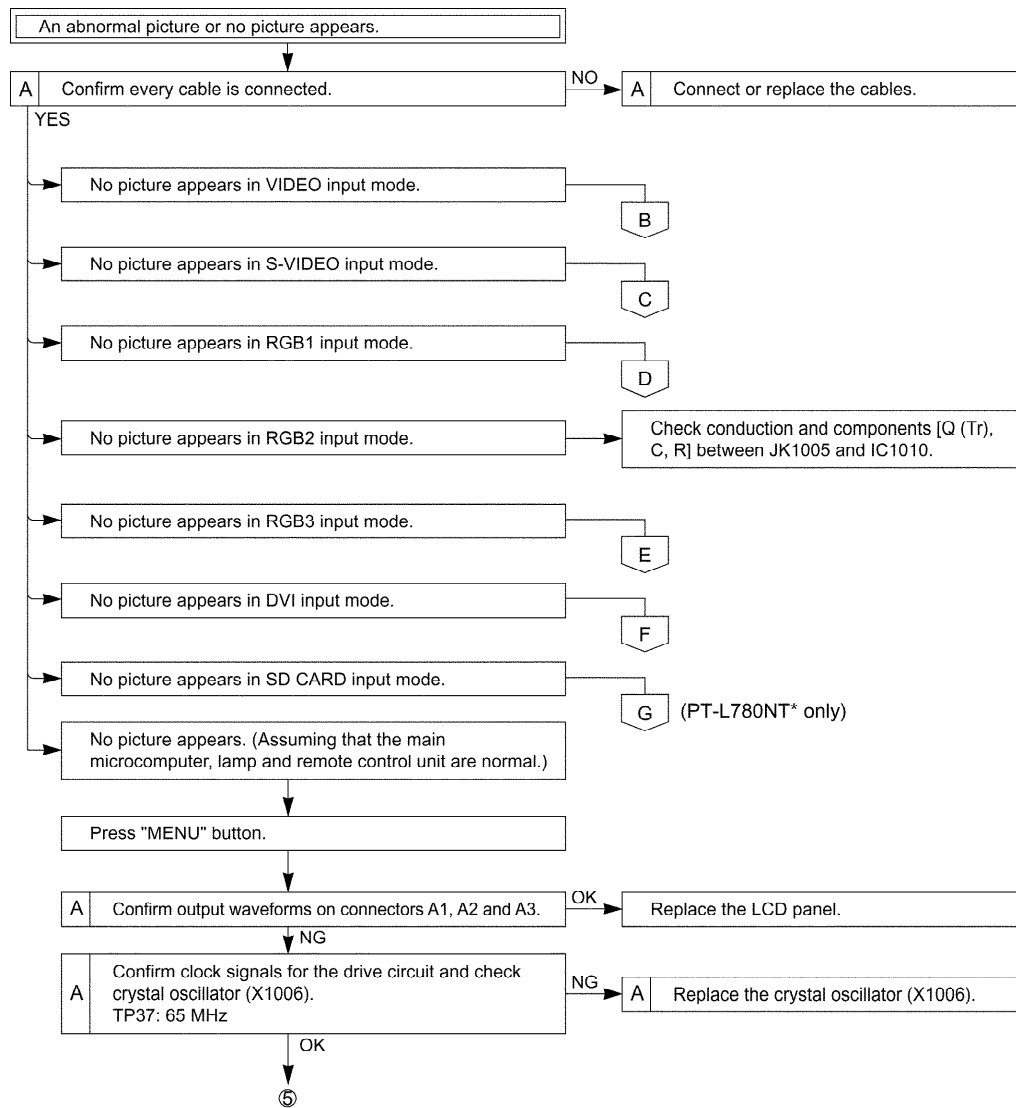 An abnormal picture or no picture appears.
A Confirm every cable is connected.
NO
A Connect or replace the cables.
YES
No picture appears in VIDEO input mode.
B
No picture appears in S-VIDEO input mode.
C
No picture appears in RGB1 input mode.
D
No picture appears in RGB2 input mode.
Check conduction and components [Q (Tr),
C, R] between JK1005 and IC1010.
No picture appears in RGB3 input mode.
E
No picture appears in DVI input mode.
F
No picture appears in SD CARD input mode.
G (PT-L780NT* only)
No picture appears. (Assuming that the main
microcomputer, lamp and remote control unit are normal.)
Press "MENU" button.
A Confirm output waveforms on connectors A1, A2 and A3.
OK
Replace the LCD panel.
NG
A Confirm clock signals for the drive circuit and check
crystal oscillator (X1006).
TP37: 65 MHz
NG
A Replace the crystal oscillator (X1006).
OK
⑤